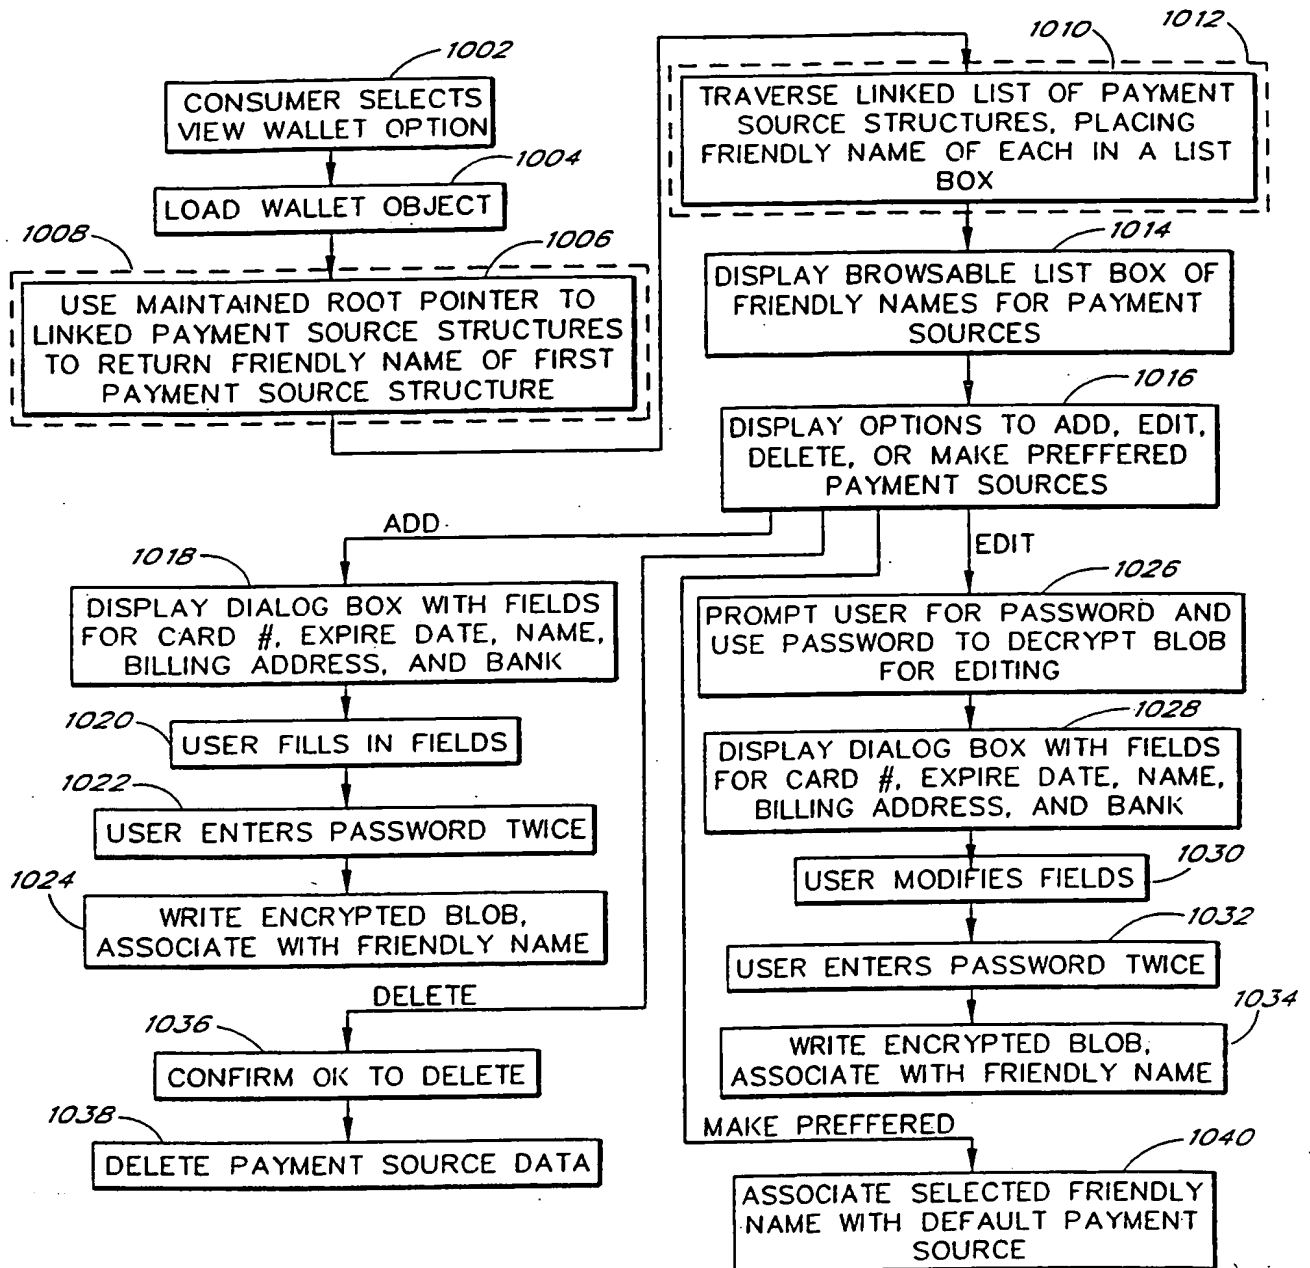 1002
CONSUMER SELECTS
VIEW WALLET OPTION
1004
LOAD WALLET OBJECT
1008
1006
USE MAINTAINED ROOT POINTER TO
LINKED PAYMENT SOURCE STRUCTURES
TO RETURN FRIENDLY NAME OF FIRST
PAYMENT SOURCE STRUCTURE
1010
1012
TRAVERSE LINKED LIST OF PAYMENT
SOURCE STRUCTURES, PLACING
FRIENDLY NAME OF EACH IN A LIST
BOX
1014
DISPLAY BROWSABLE LIST BOX OF
FRIENDLY NAMES FOR PAYMENT
SOURCES
1016
DISPLAY OPTIONS TO ADD, EDIT,
DELETE, OR MAKE PREFFERED
PAYMENT SOURCES
ADD
1018
DISPLAY DIALOG BOX WITH FIELDS
FOR CARD #, EXPIRE DATE, NAME,
BILLING ADDRESS, AND BANK
1020
USER FILLS IN FIELDS
1022
USER ENTERS PASSWORD TWICE
1024
WRITE ENCRYPTED BLOB,
ASSOCIATE WITH FRIENDLY NAME
DELETE
1036
CONFIRM OK TO DELETE
1038
DELETE PAYMENT SOURCE DATA
EDIT
1026
PROMPT USER FOR PASSWORD AND
USE PASSWORD TO DECRYPT BLOB
FOR EDITING
1028
DISPLAY DIALOG BOX WITH FIELDS
FOR CARD #, EXPIRE DATE, NAME,
BILLING ADDRESS, AND BANK
1030
USER MODIFIES FIELDS
1032
USER ENTERS PASSWORD TWICE
1034
WRITE ENCRYPTED BLOB,
ASSOCIATE WITH FRIENDLY NAME
MAKE PREFFERED
1040
ASSOCIATE SELECTED FRIENDLY
NAME WITH DEFAULT PAYMENT
SOURCE